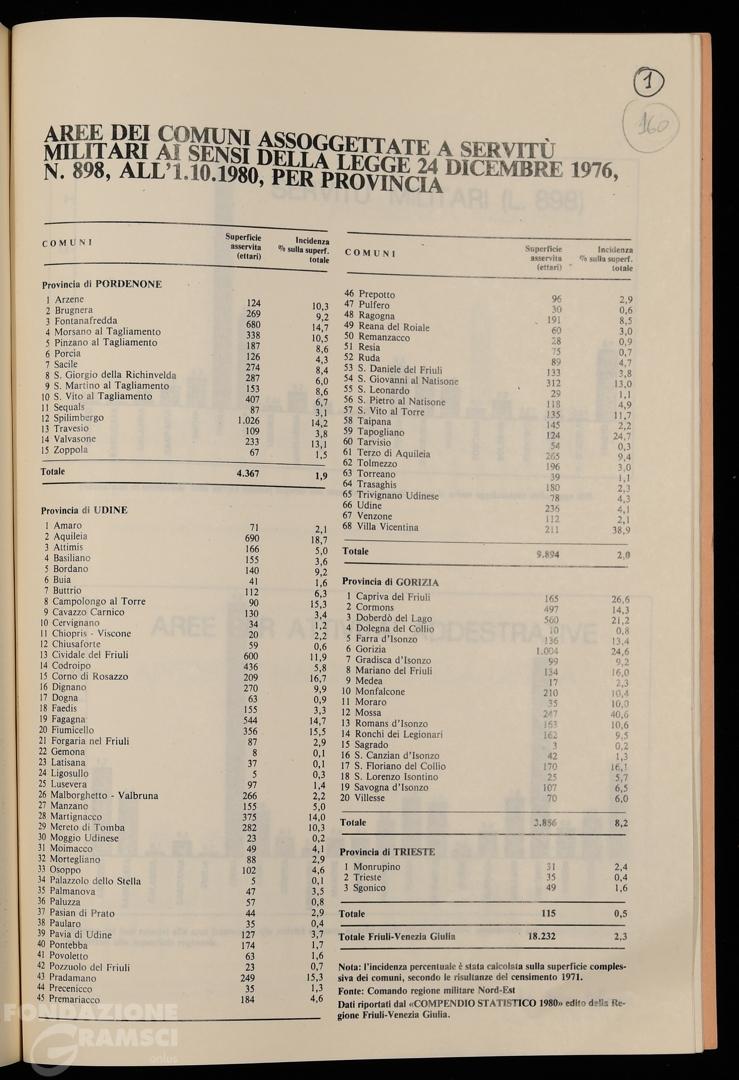 1
160
AREE DEI COMUNI ASSOGGETTATE A SERVITÙ
MILITARI AI SENSI DELLA LEGGE 24 DICEMBRE 1976,
N. 898, ALL'1.10.1980, PER PROVINCIA
COMUNI Superficie asservita (ettari) Incidenza % sulla superf. totale
Provincia di PORDENONE
1 Arzene 124 10,3
2 Brugnera 269 9,2
3 Fontanafredda 680 14,7
4 Morsano al Tagliamento 338 10,5
5 Pinzano al Tagliamento 187 8,6
6 Porcia 126 4,3
7 Sacile 274 8,4
8 S. Giorgio della Richinvelda 287 6,0
9 S. Martino al Tagliamento 153 8,6
10 S. Vito al Tagliamento 407 6,7
11 Sequals 87 3,1
12 Spilimbergo 1.026 14,2
13 Travesio 109 3,8
14 Valvasone 233 13,1
15 Zoppola 67 1,5
Totale 4.367 1,9
Provincia di UDINE
1 Amaro 71 2,1
2 Aquileia 690 18,7
3 Attimis 166 5,0
4 Basiliano 155 3,6
5 Bordano 140 9,2
6 Buia 41 1,6
7 Buttrio 112 6,3
8 Campolongo al Torre 90 15,3
9 Cavazzo Carnico 130 3,4
10 Cervignano 34 1,2
11 Chiopris - Viscone 20 2,2
12 Chiusaforte 59 0,6
13 Cividale del Friuli 600 11,9
14 Codroipo 436 5,8
15 Corno di Rosazzo 209 16,7
16 Dignano 270 9,9
17 Dogna 63 0,9
18 Faedis 155 3,3
19 Fagagna 544 14,7
20 Fiumicello 356 15,5
21 Forgaria nel Friuli 87 2,9
22 Gemona 8 0,1
23 Latisana 37 0,1
24 Ligosullo 5 0,3
25 Lusevera 97 1,4
26 Malborghetto - Valbruna 266 2,2
27 Manzano 155 5,0
28 Martignacco 375 14,0
29 Mereto di Tomba 282 10,3
30 Moggio Udinese 23 0,2
31 Moimacco 49 4,1
32 Mortegliano 88 2,9
33 Osoppo 102 4,6
34 Palazzolo dello Stella 5 0,1
35 Palmanova 47 3,5
36 Paluzza 57 0,8
37 Pasian di Prato 44 2,9
38 Paularo 35 0,4
39 Pavia di Udine 127 3,7
40 Pontebba 174 1,7
41 Povoletto 63 1,6
42 Pozzuolo del Friuli 23 0,7
43 Pradamano 249 15,3
44 Precenicco 35 1,3
45 Premariacco 184 4,6
COMUNI Superficie asservita (ettari) Incidenza % sulla superf. totale
46 Prepotto 96 2,9
47 Pulfero 30 0,6
48 Ragogna 191 8,5
49 Reana del Roiale 60 3,0
50 Remanzacco 28 0,9
51 Resia 75 0,7
52 Ruda 89 4,7
53 S. Daniele del Friuli 133 3,8
54 S. Giovanni al Natisone 312 13,0
55 S. Leonardo 29 1,1
56 S. Pietro al Natisone 118 4,9
57 S. Vito al Torre 135 11,7
58 Taipana 145 2,2
59 Tapogliano 124 24,7
60 Tarvisio 54 0,3
61 Terzo di Aquileia 265 9,4
62 Tolmezzo 196 3,0
63 Torreano 39 1,1
64 Trasaghis 180 2,3
65 Trivignano Udinese 78 4,3
66 Udine 236 4,1
67 Venzone 112 2,1
68 Villa Vicentina 211 38,9
Totale 9.894 2,0
Provincia di GORIZIA
1 Capriva del Friuli 165 26,6
2 Cormons 497 14,3
3 Doberdò del Lago 560 21,2
4 Dolegna del Collio 10 0,8
5 Farra d'Isonzo 136 13,4
6 Gorizia 1.004 24,6
7 Gradisca d'Isonzo 99 9,2
8 Mariano del Friuli 134 16,0
9 Medea 17 2,3
10 Monfalcone 210 10,4
11 Moraro 35 10,0
12 Mossa 247 40,6
13 Romans d'Isonzo 163 10,6
14 Ronchi dei Legionari 162 9,5
15 Sagrado 3 0,2
16 S. Canzian d'Isonzo 42 1,3
17 S. Floriano del Collio 170 16,1
18 S. Lorenzo Isontino 25 5,7
19 Savogna d'Isonzo 107 6,5
20 Villesse 70 6,0
Totale 3.856 8,2
Provincia di TRIESTE
1 Monrupino 31 2,4
2 Trieste 35 0,4
3 Sgonico 49 1,6
Totale 115 0,5
Totale Friuli-Venezia Giulia 18.232 2,3
Nota: l'incidenza percentuale è stata calcolata sulla superficie comples-
siva dei comuni, secondo le risultanze del censimento 1971.
Fonte: Comando regione militare Nord-Est
Dati riportati dal «COMPENDIO STATISTICO 1980» edito della Re-
gione Friuli-Venezia Giulia.
FONDAZIONE
GRAMSCI
onlus